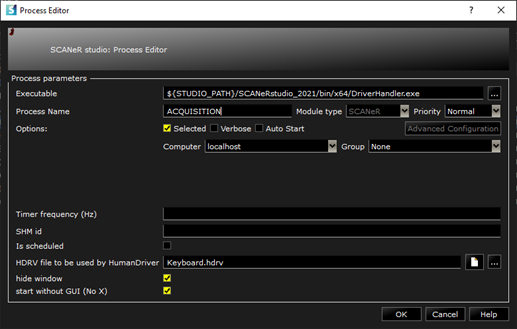 Process Editor
SCANeR studio: Process Editor
Process parameters
Executable ${STUDIO_PATH}/SCANeRstudio_2021/bin/x64/DriverHandler.exe ...
Process Name ACQUISITION Module type SCANeR Priority Normal
Options: Selected Verbose Auto Start Advanced Configuration
Computer localhost Group None
Timer frequency (Hz)
SHM id
Is scheduled
HDRV file to be used by HumanDriver Keyboard.hdrv ...
hide window
start without GUI (No X)
OK Cancel Help